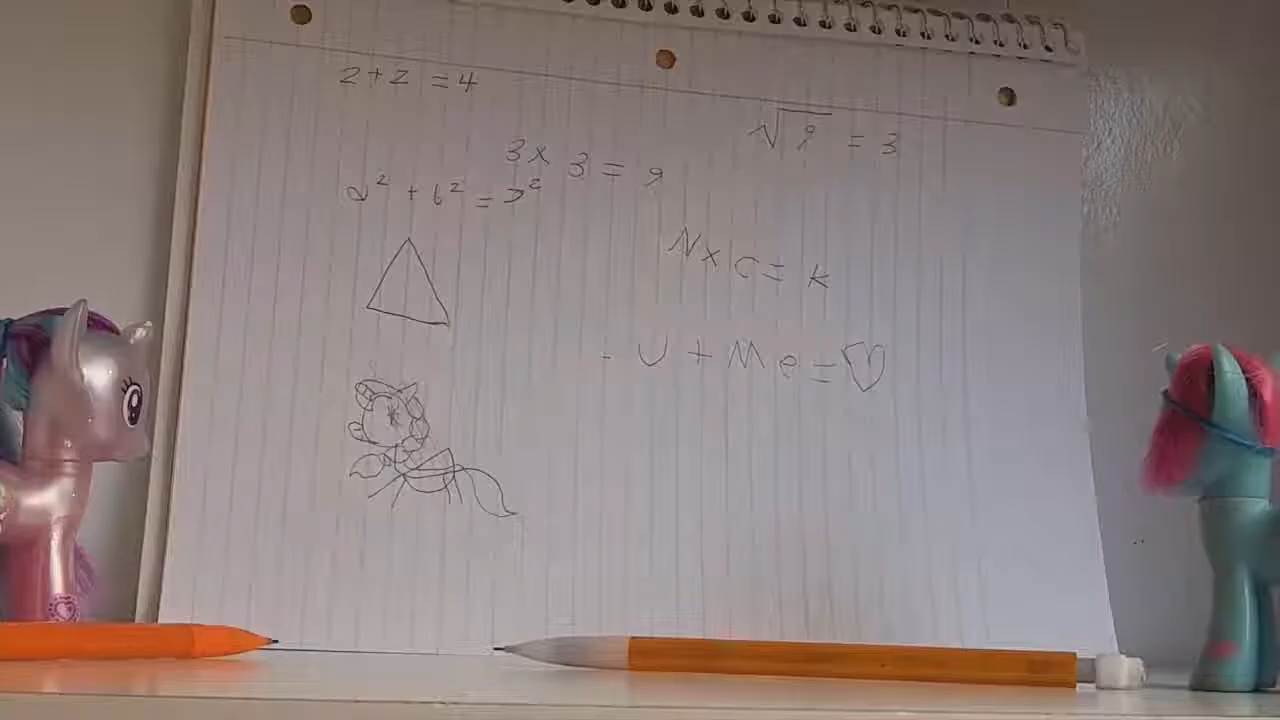 2+2 =4
√9 = 3
3x 3 = 9
a² + b² = c²
N x C = K
U + Me = ♡